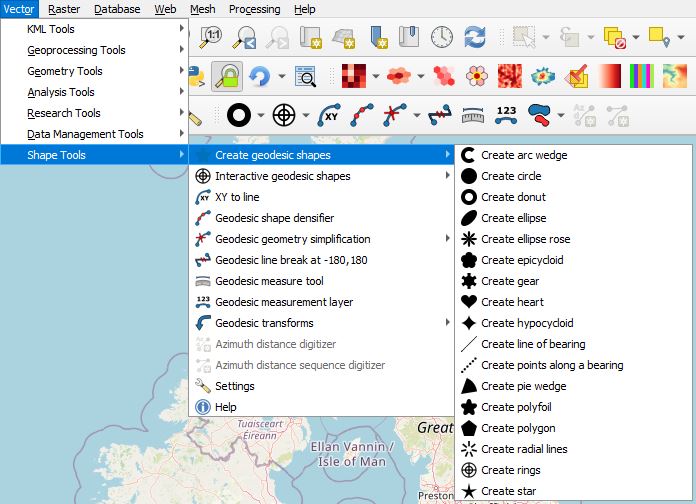 Vector Raster Database Web Mesh Processing Help
KML Tools
Geoprocessing Tools
Geometry Tools
Analysis Tools
Research Tools
Data Management Tools
Shape Tools
1:1
XY
123
Create geodesic shapes
Interactive geodesic shapes
XY to line
Geodesic shape densifier
Geodesic geometry simplification
Geodesic line break at -180,180
Geodesic measure tool
123 Geodesic measurement layer
Geodesic transforms
Azimuth distance digitizer
Azimuth distance sequence digitizer
Settings
Help
Create arc wedge
Create circle
Create donut
Create ellipse
Create ellipse rose
Create epicycloid
Create gear
Create heart
Create hypocycloid
Create line of bearing
Create points along a bearing
Create pie wedge
Create polyfoil
Create polygon
Create radial lines
Create rings
Create star
Tuaisceart
Éireann
Ellan Vannin /
Isle of Man
Great
Preston